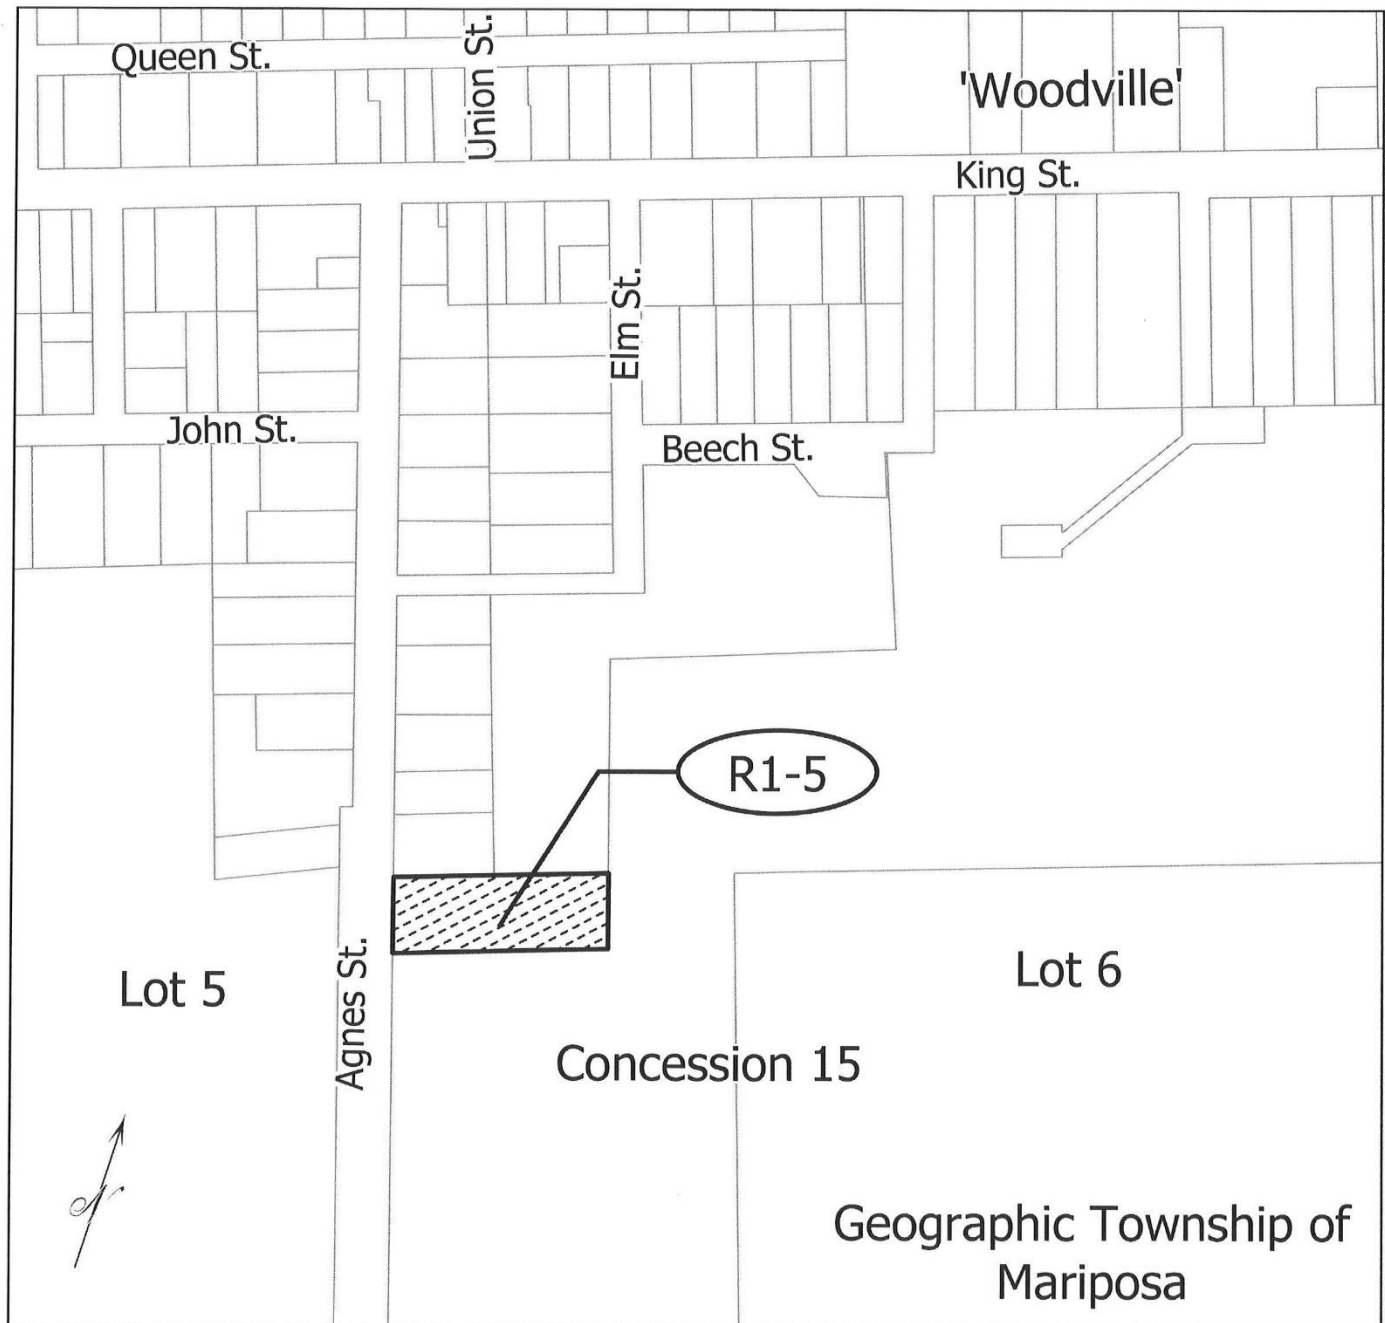 Queen St.
Union St.
'Woodville'
King St.
Elm St.
John St.
Beech St.
R1-5
Lot 5
Agnes St.
Lot 6
Concession 15
Geographic Township of
Mariposa